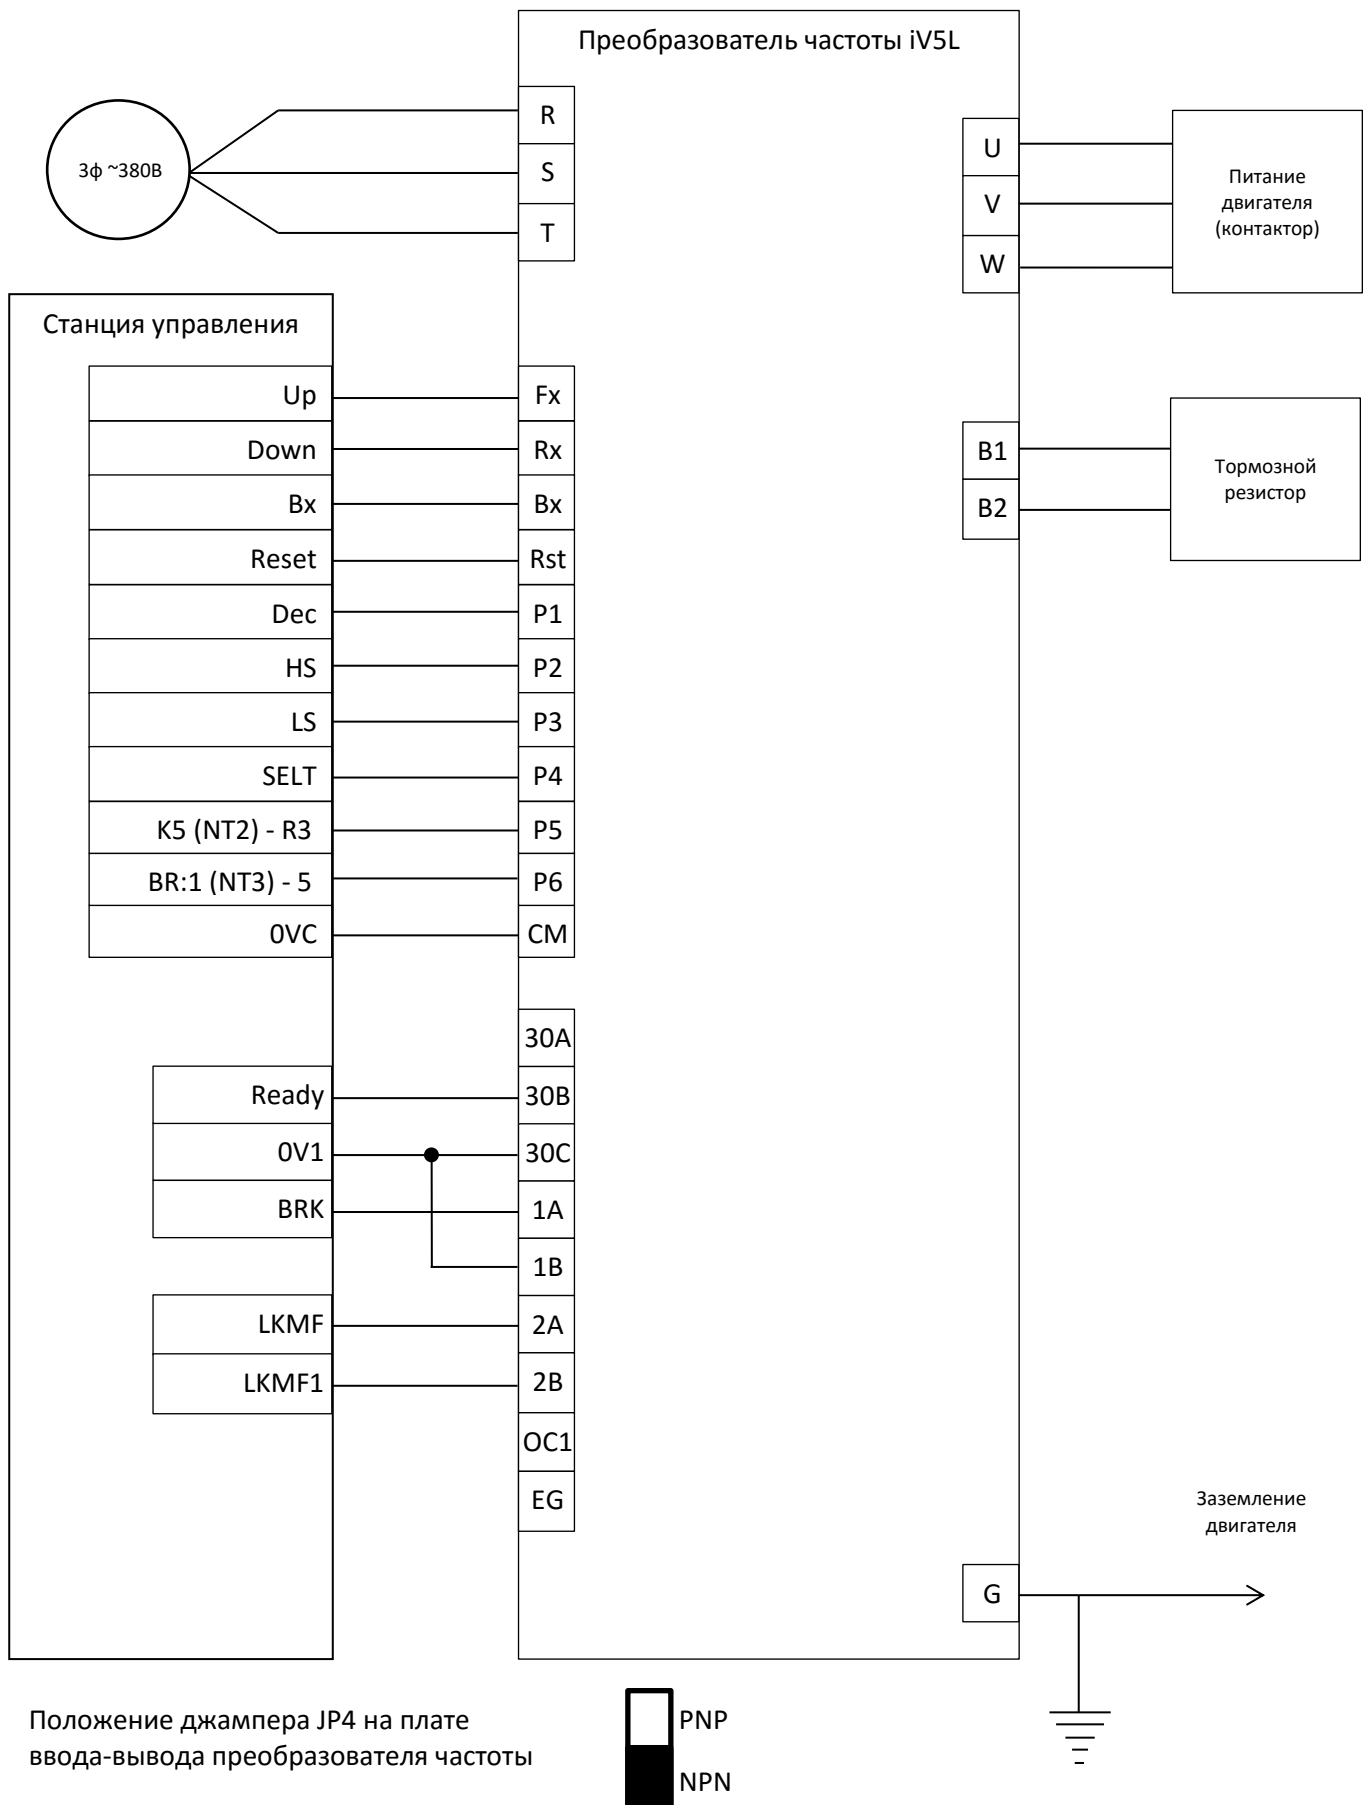 Преобразователь частоты iV5L
3ф ~380В
R
S
T
U
V
W
Питание
двигателя
(контактор)
Станция управления
Up
Fx
Down
Rx
Bx
Bx
Reset
Rst
Dec
P1
HS
P2
LS
P3
SELT
P4
K5 (NT2) - R3
P5
BR:1 (NT3) - 5
P6
0VC
CM
B1
B2
Тормозной
резистор
30A
Ready
30B
0V1
30C
BRK
1A
1B
LKMF
2A
LKMF1
2B
OC1
EG
Заземление
двигателя
G
Положение джампера JP4 на плате
ввода-вывода преобразователя частоты
PNP
NPN